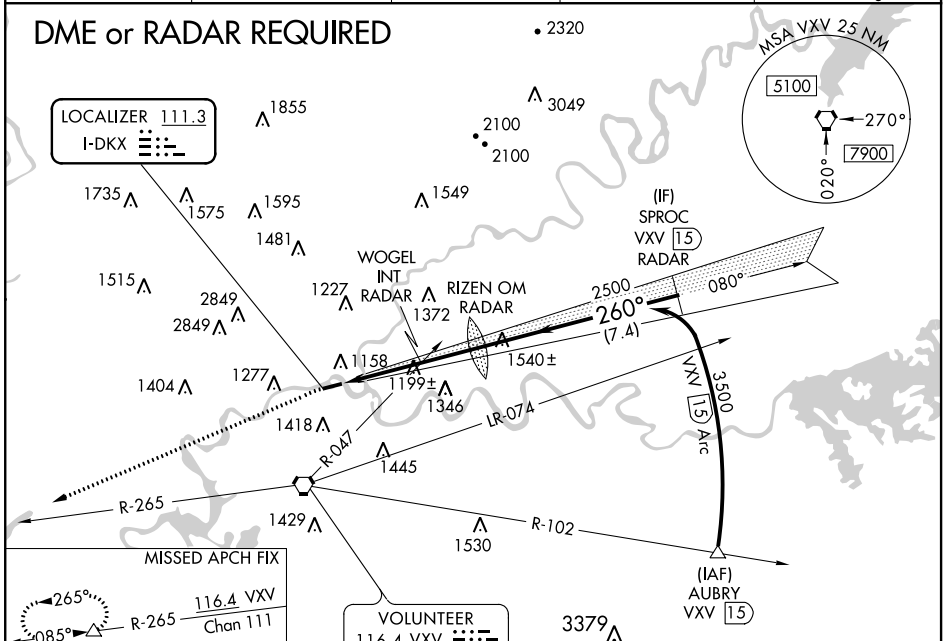 DME or RADAR REQUIRED
2320
MSA VXV 25 NM
5100
270°
7900
020°
LOCALIZER 111.3
I-DKX
1855
3049
2100
2100
1735
1575
1595
1549
1481
(IF)
SPROC
VXV 15
RADAR
WOGEL
INT
RADAR
RIZEN OM
RADAR
1515
1227
1372
2500
080°
260°
(7.4)
2849
2849
1540±
1158
1199±
1404
1277
1346
3500
VXV 15 Arc
LR-074
1418
R-047
1445
R-265
1429
1530
R-102
(IAF)
AUBRY
VXV 15
MISSED APCH FIX
265°
085°
R-265
116.4 VXV
Chan 111
VOLUNTEER
116.4 VXV
3379